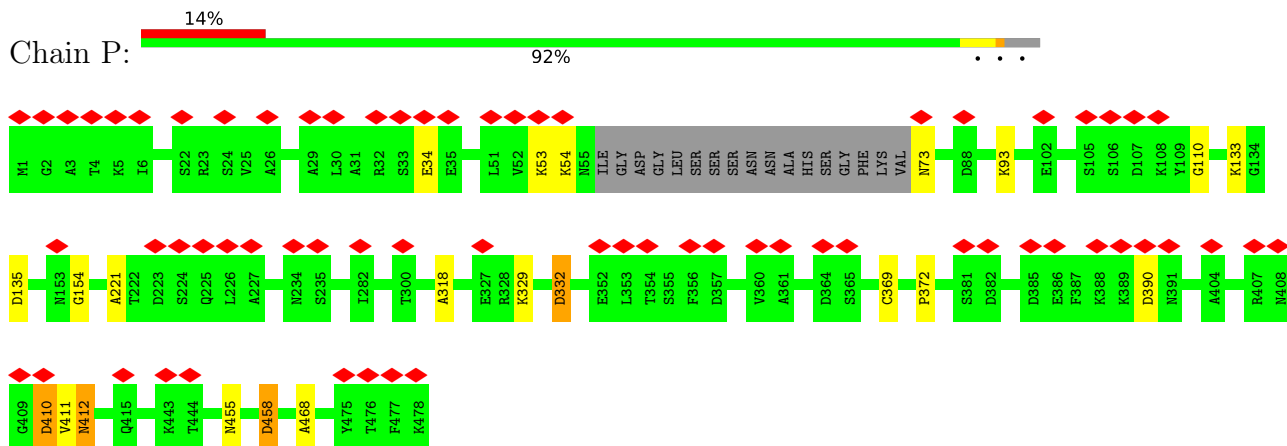 14%
Chain P:
92%
• • •
M1 G2 A3 T4 K5 I6 S22 R23 S24 V25 A26 A29 L30 A31 R32 S33 E34 E35 L51 V52 K53 K54 N55 ILE GLY ASP GLY LEU SER SER SER ASN ASN ALA HIS SER GLY PHE LYS VAL N73 D88 K93 E102 S105 S106 D107 K108 Y109 G110 K133 G134
D135 N153 G154 A221 T222 D223 S224 Q225 L226 A227 N234 S235 I282 T300 A318 E327 R328 K329 D332 E352 L353 T354 S355 F356 D357 V360 A361 D364 S365 C369 P372 S381 D382 D385 E386 F387 K388 K389 D390 N391 A404 R407 N408
G409 D410 V411 N412 Q415 K443 T444 N455 D458 A468 Y475 T476 F477 K478